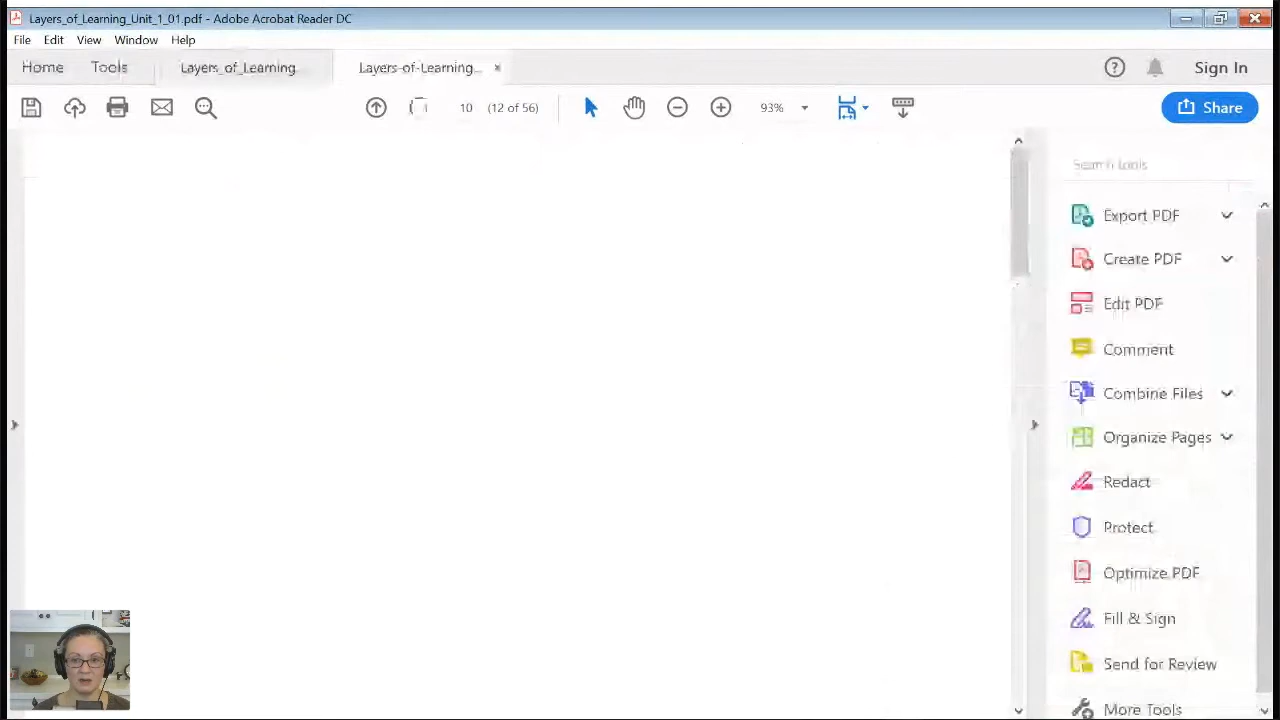 Layers_of_Learning_Unit_1_01.pdf - Adobe Acrobat Reader DC
File Edit View Window Help
Home Tools Layers_of_Learning Layers-of-Learning... × Sign In
10 (12 of 56) 93% Share
Search tools
Export PDF
Create PDF
Edit PDF
Comment
Combine Files
Organize Pages
Redact
Protect
Optimize PDF
Fill & Sign
Send for Review
More Tools